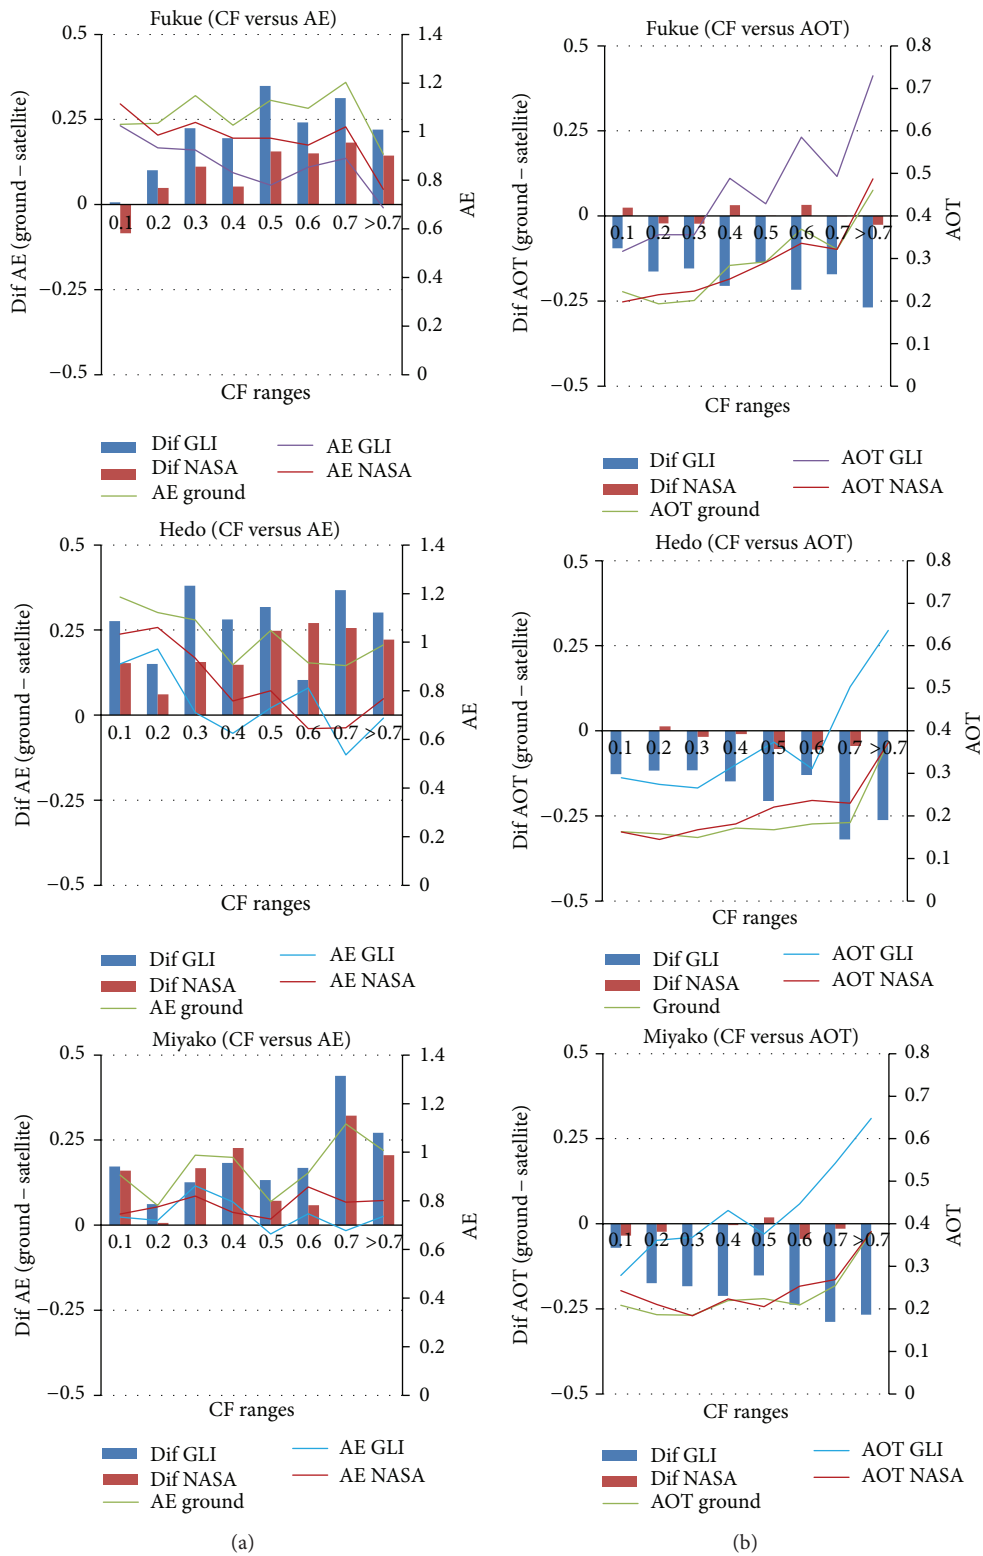 Fukue (CF versus AE)
0.5
0.25
0
−0.25
−0.5
Dif AE (ground − satellite)
0.1 0.2 0.3 0.4 0.5 0.6 0.7 >0.7
1.4
1.2
1
0.8
0.6
0.4
0.2
0
AE
CF ranges
Dif GLI
Dif NASA
AE ground
AE GLI
AE NASA
Hedo (CF versus AE)
0.5
0.25
0
−0.25
−0.5
Dif AE (ground − satellite)
0.1 0.2 0.3 0.4 0.5 0.6 0.7 >0.7
1.4
1.2
1
0.8
0.6
0.4
0.2
0
AE
CF ranges
Dif GLI
Dif NASA
AE ground
AE GLI
AE NASA
Miyako (CF versus AE)
0.5
0.25
0
−0.25
−0.5
Dif AE (ground − satellite)
0.1 0.2 0.3 0.4 0.5 0.6 0.7 >0.7
1.4
1.2
1
0.8
0.6
0.4
0.2
0
AE
CF ranges
Dif GLI
Dif NASA
AE ground
AE GLI
AE NASA
(a)
Fukue (CF versus AOT)
0.5
0.25
0
−0.25
−0.5
Dif AOT (ground − satellite)
0.1 0.2 0.3 0.4 0.5 0.6 0.7 >0.7
0.8
0.7
0.6
0.5
0.4
0.3
0.2
0.1
0
AOT
CF ranges
Dif GLI
Dif NASA
AOT ground
AOT GLI
AOT NASA
Hedo (CF versus AOT)
0.5
0.25
0
−0.25
−0.5
Dif AOT (ground − satellite)
0.1 0.2 0.3 0.4 0.5 0.6 0.7 >0.7
0.8
0.7
0.6
0.5
0.4
0.3
0.2
0.1
0
AOT
CF ranges
Dif GLI
Dif NASA
Ground
AOT GLI
AOT NASA
Miyako (CF versus AOT)
0.5
0.25
0
−0.25
−0.5
Dif AOT (ground − satellite)
0.1 0.2 0.3 0.4 0.5 0.6 0.7 >0.7
0.8
0.7
0.6
0.5
0.4
0.3
0.2
0.1
0
AOT
CF ranges
Dif GLI
Dif NASA
AOT ground
AOT GLI
AOT NASA
(b)